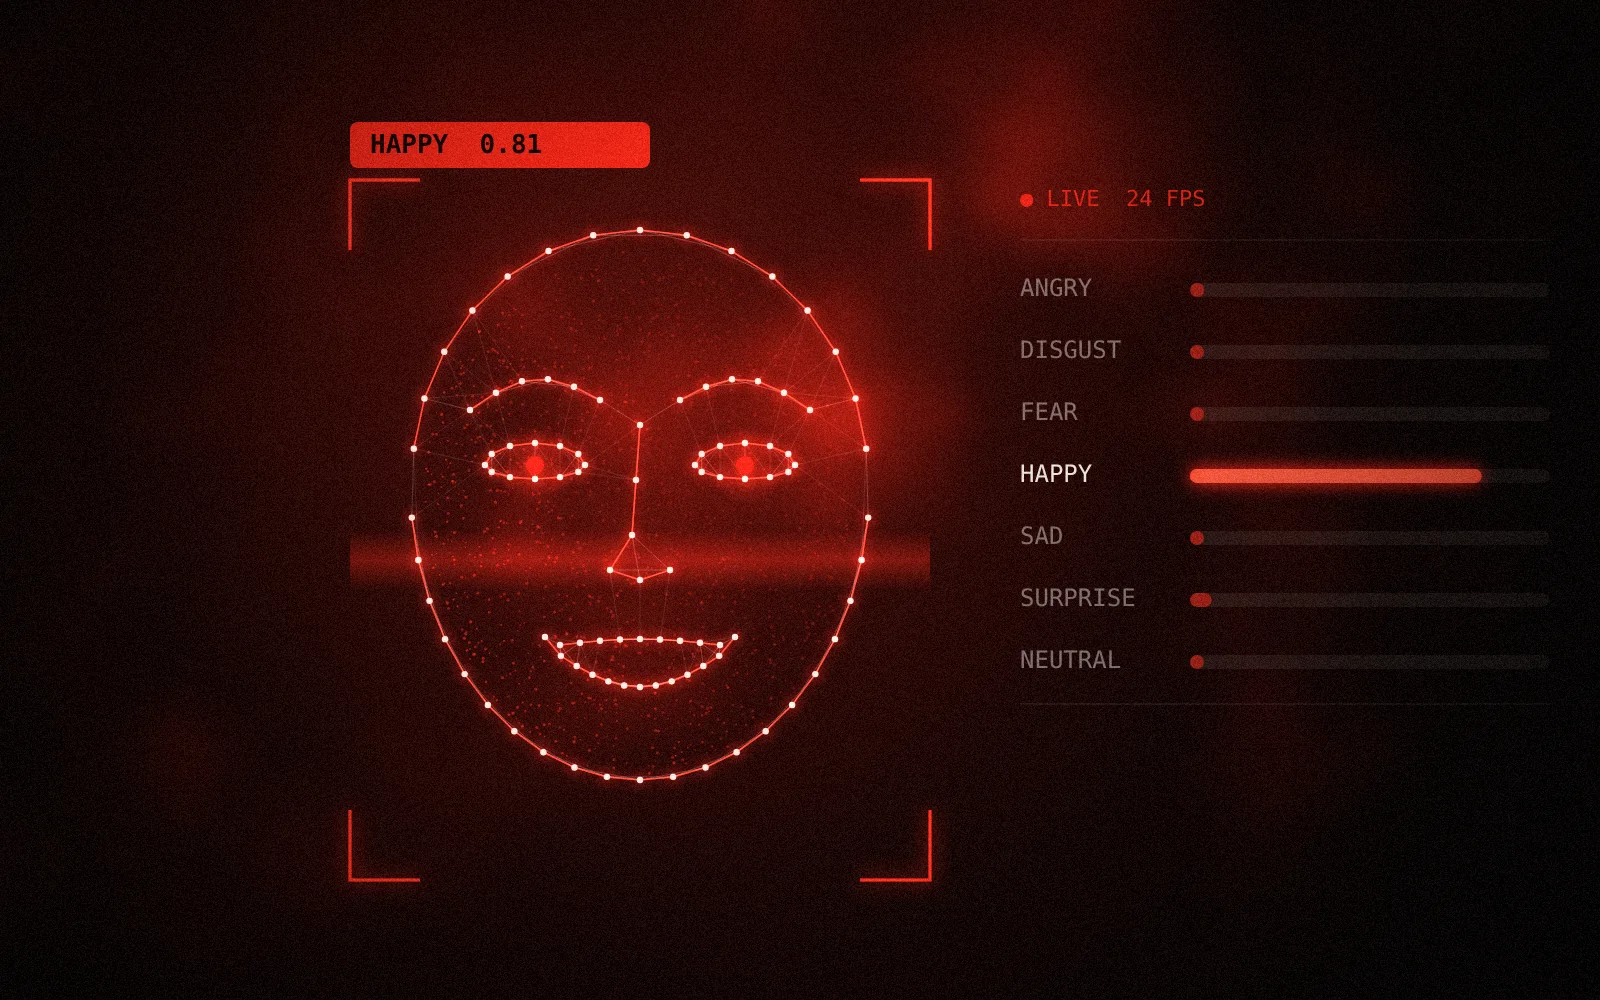 HAPPY 0.81
LIVE 24 FPS
ANGRY
DISGUST
FEAR
HAPPY
SAD
SURPRISE
NEUTRAL